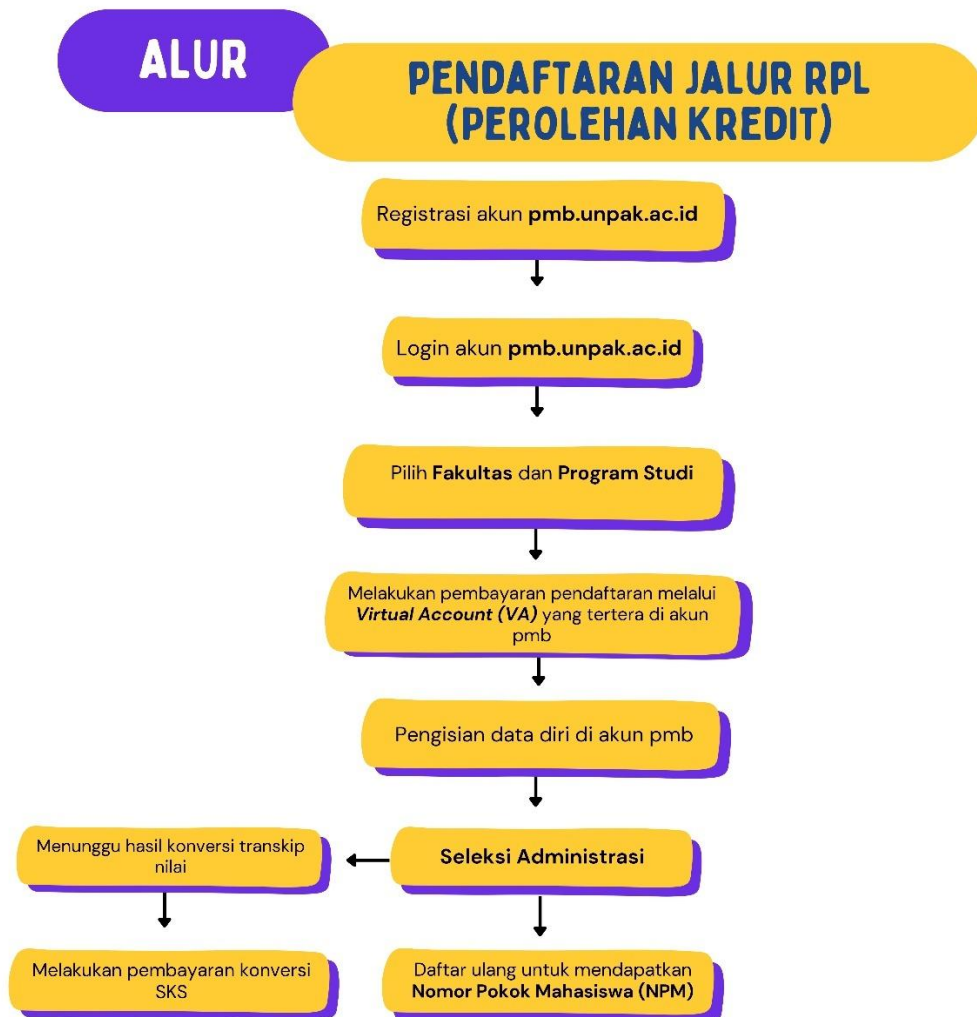 ALUR
PENDAFTARAN JALUR RPL
(PEROLEHAN KREDIT)
Registrasi akun pmb.unpak.ac.id
Login akun pmb.unpak.ac.id
Pilih Fakultas dan Program Studi
Melakukan pembayaran pendaftaran melalui
Virtual Account (VA) yang tertera di akun
pmb
Pengisian data diri di akun pmb
Seleksi Administrasi
Menunggu hasil konversi transkip
nilai
Melakukan pembayaran konversi
SKS
Daftar ulang untuk mendapatkan
Nomor Pokok Mahasiswa (NPM)